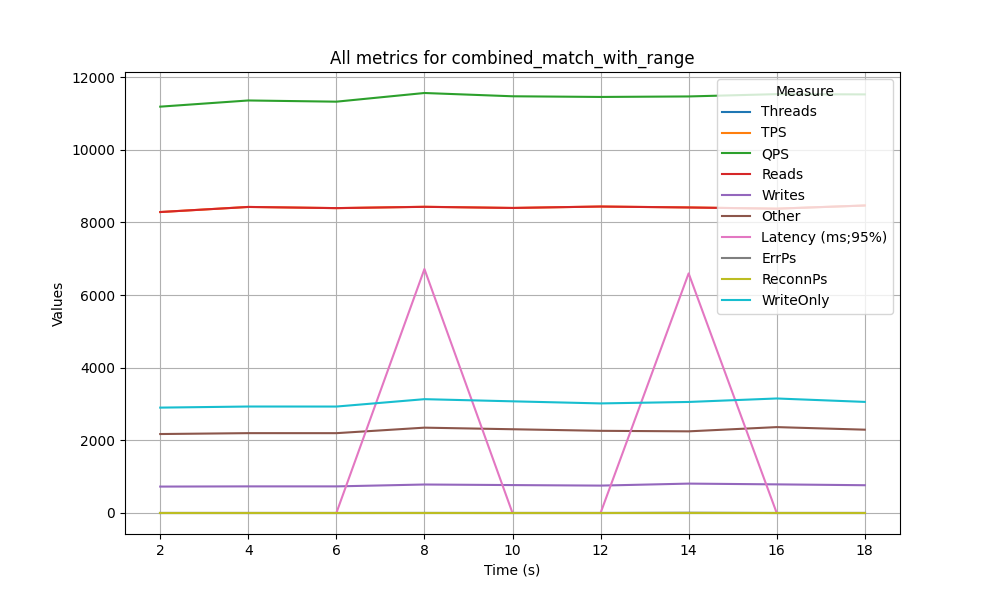 All metrics for combined_match_with_range
12000
10000
8000
6000
4000
2000
0
Values
2 4 6 8 10 12 14 16 18
Time (s)
Measure
Threads
TPS
QPS
Reads
Writes
Other
Latency (ms;95%)
ErrPs
ReconnPs
WriteOnly